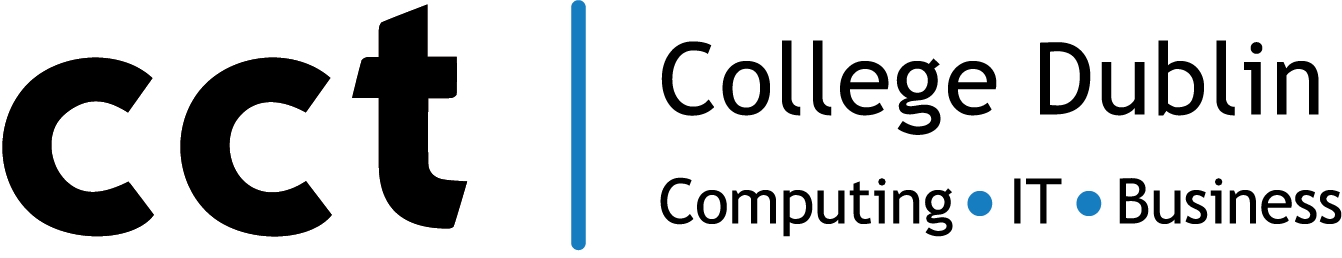 cct
College Dublin
Computing • IT • Business